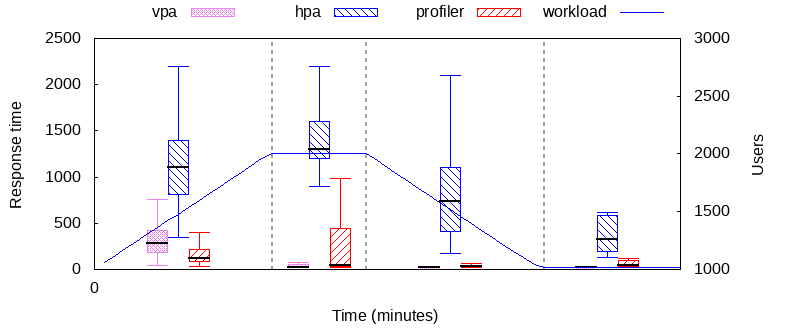 vpa hpa profiler workload
2500 3000
2000 2500
1500 2000
1000 1500
500 1000
0
0
Response time
Users
Time (minutes)